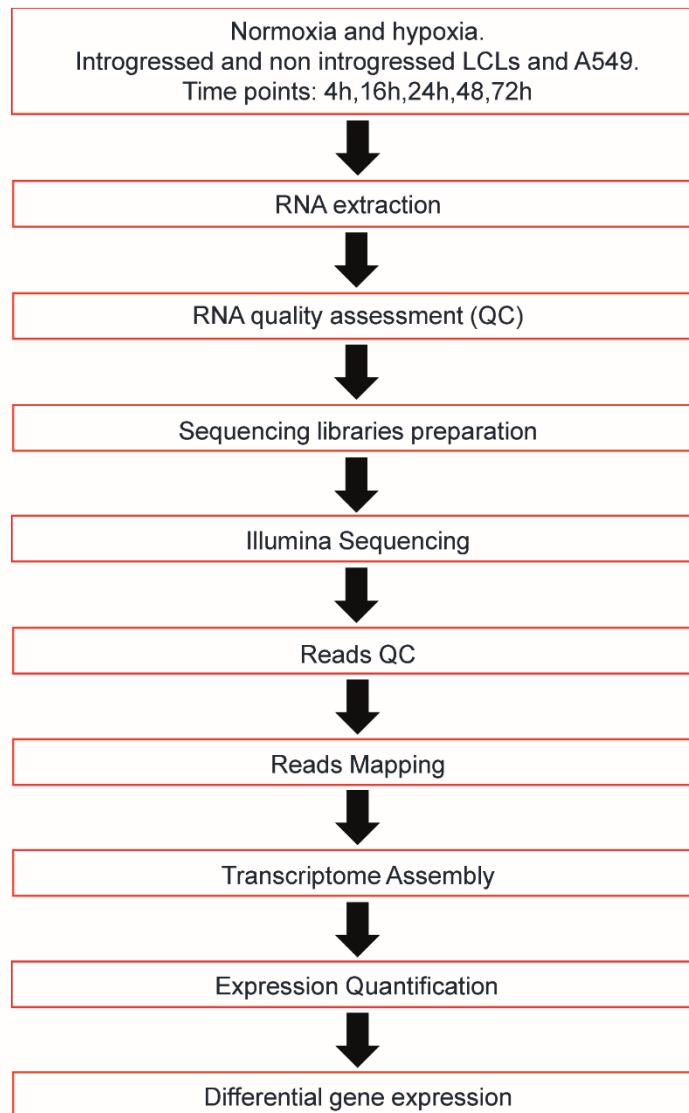 Normoxia and hypoxia.
Introgressed and non introgressed LCLs and A549.
Time points: 4h,16h,24h,48,72h
RNA extraction
RNA quality assessment (QC)
Sequencing libraries preparation
Illumina Sequencing
Reads QC
Reads Mapping
Transcriptome Assembly
Expression Quantification
Differential gene expression